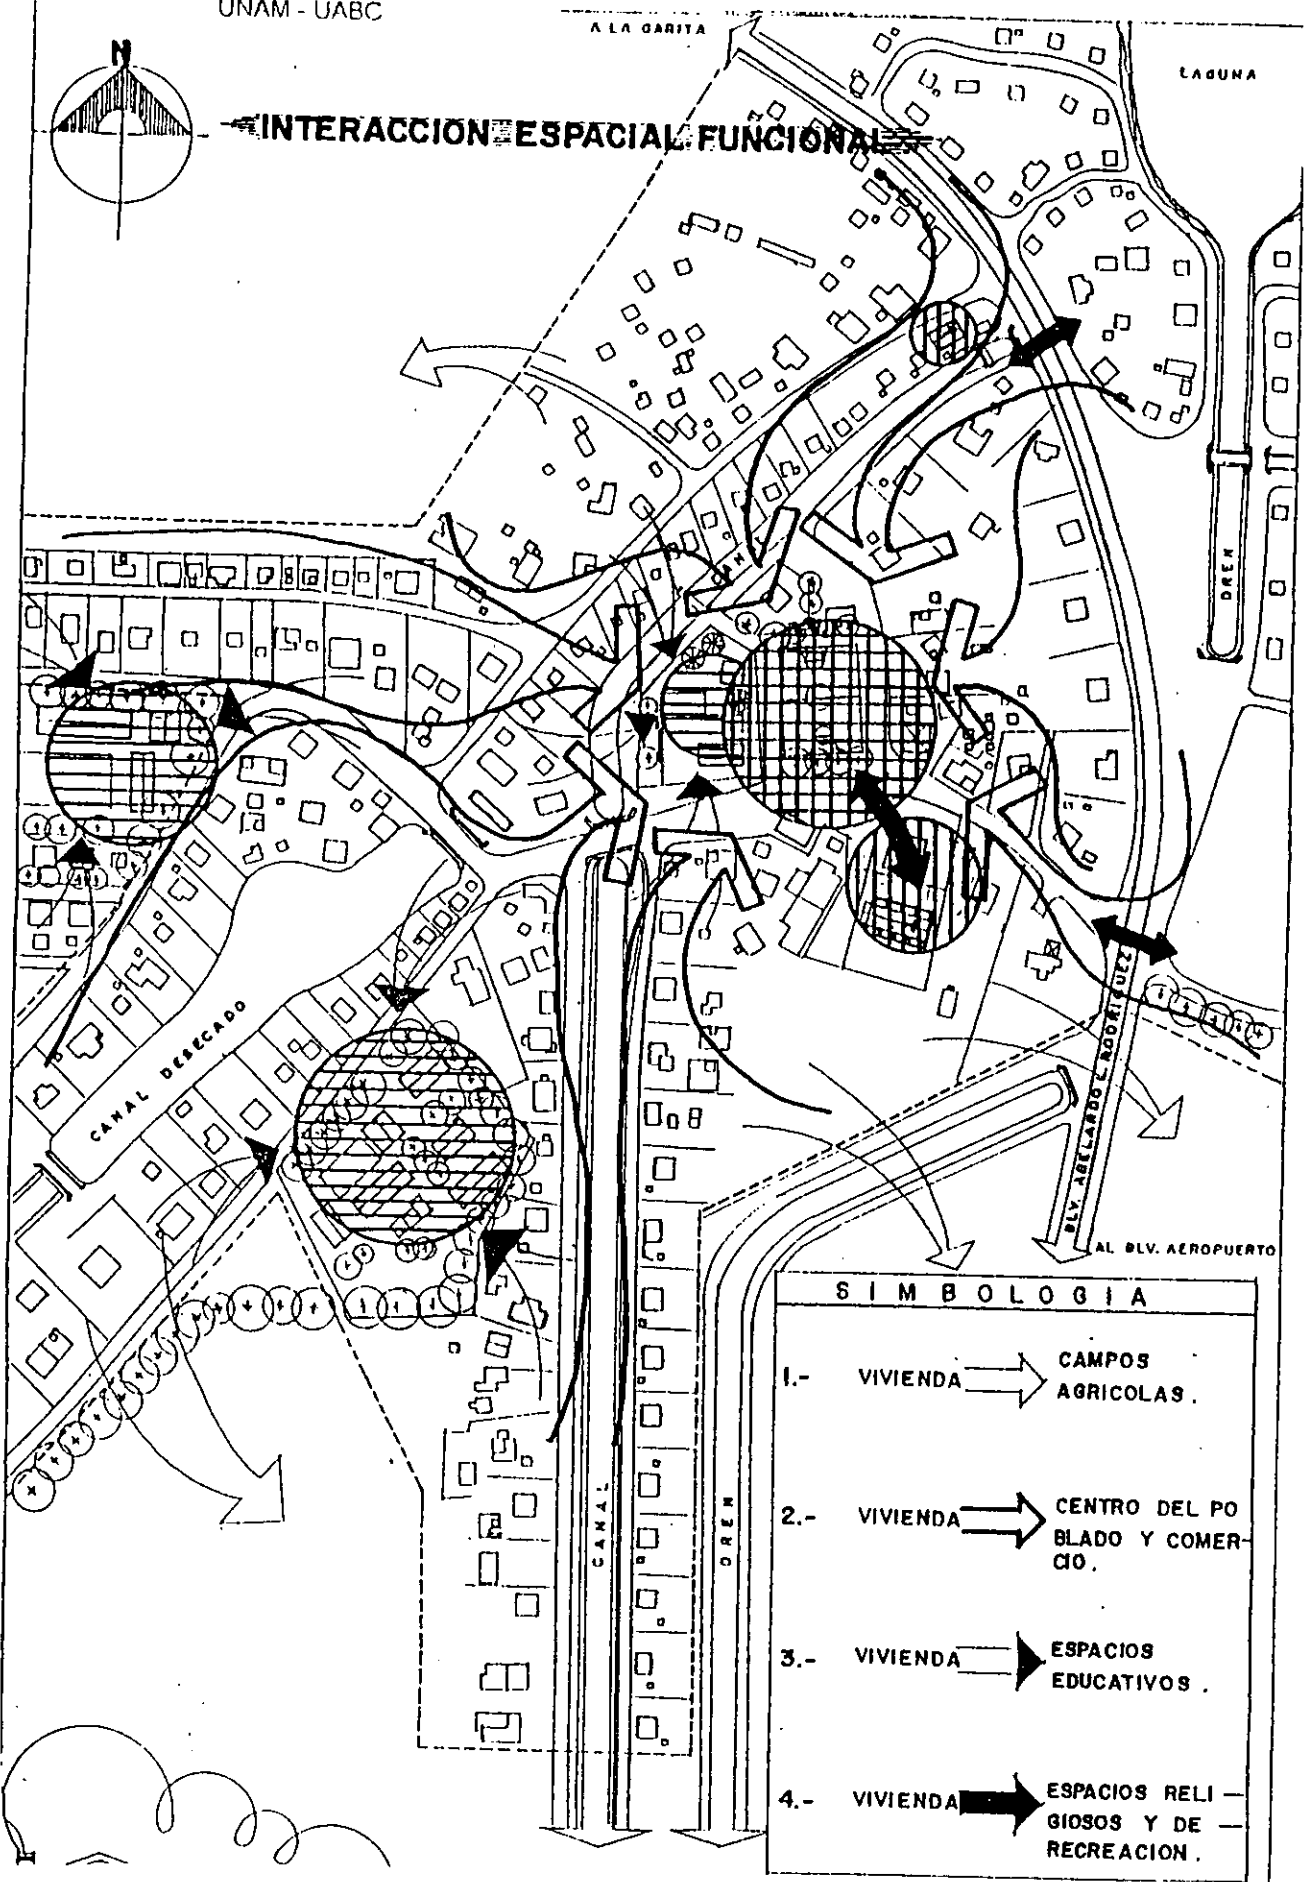 UNAM - UABC
A LA GARITA
LAGUNA
N
INTERACCION ESPACIAL FUNCIONAL
DREN
CANAL
CANAL DESECADO
BLV. ABELARDO L. RODRIGUEZ
AL BLV. AEROPUERTO
CANAL
DREN
SIMBOLOGIA
1.- VIVIENDA CAMPOS
AGRICOLAS.
2.- VIVIENDA CENTRO DEL PO
BLADO Y COMER-
CIO.
3.- VIVIENDA ESPACIOS
EDUCATIVOS.
4.- VIVIENDA ESPACIOS RELI-
GIOSOS Y DE
RECREACION.